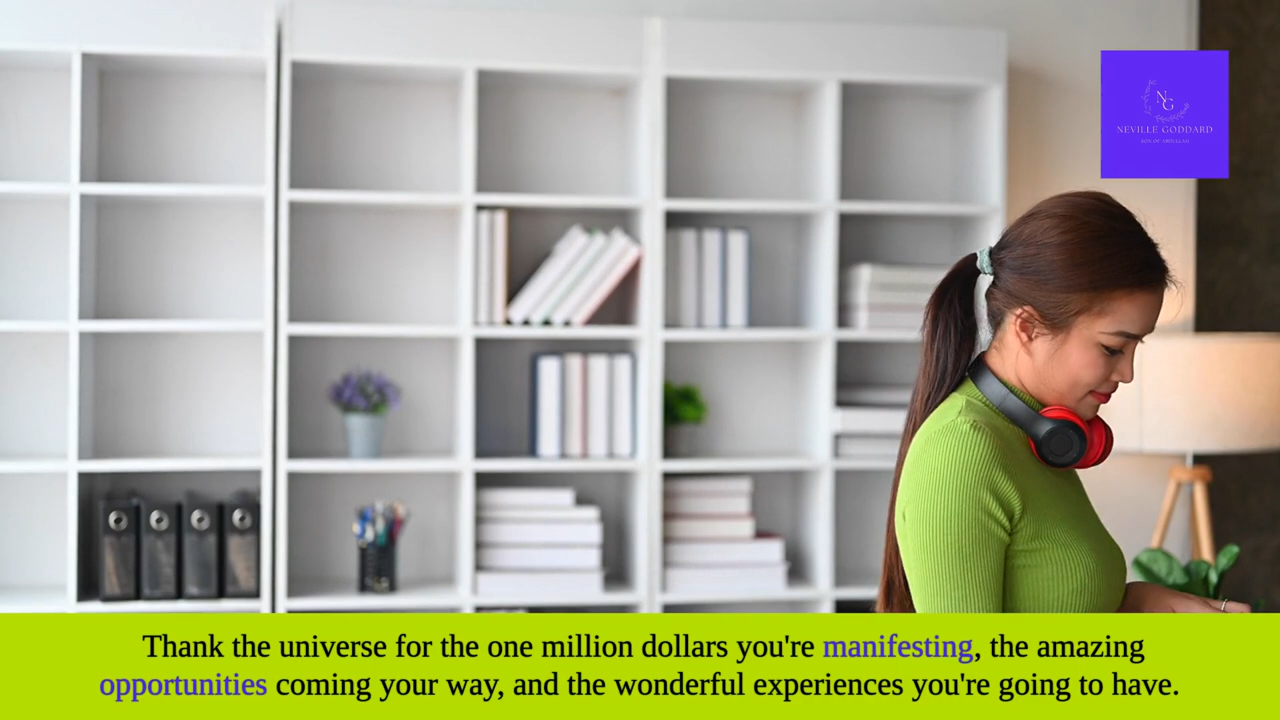 NG
NEVILLE GODDARD
Thank the universe for the one million dollars you're manifesting, the amazing
opportunities coming your way, and the wonderful experiences you're going to have.